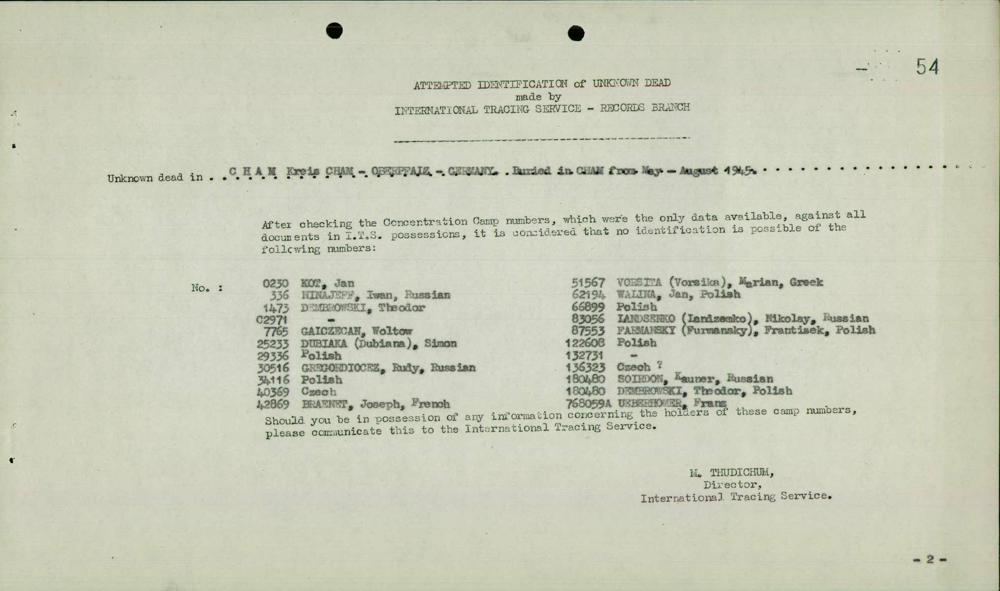 - 54
ATTEMPTED IDENTIFICATION of UNKNOWN DEAD
made by
INTERNATIONAL TRACING SERVICE - RECORDS BRANCH
Unknown dead in . . C H A M Kreis CHAM - OBERPFALZ - GERMANY. . Buried in CHAM from May - August 1945.
After checking the Concentration Camp numbers, which were the only data available, against all
documents in I.T.S. possessions, it is considered that no identification is possible of the
following numbers:
No. :
0230 KOT, Jan
336 NINAJEFF, Iwan, Russian
1473 DEMBROWSKI, Theodor
C2971 -
7765 GAICZECAN, Woltow
25233 DUBIAKA (Dubiana), Simon
29336 Polish
30516 GREGORDIOCEZ, Rudy, Russian
34116 Polish
40369 Czech
42869 BRAENET, Joseph, French
51567 VORSITA (Vorsika), Marian, Greek
62194 WALINA, Jan, Polish
66899 Polish
83056 LANDSENKO (Landzemko), Nikolay, Russian
87553 FARMANSKY (Furmansky), Frantisek, Polish
122608 Polish
132731 -
136323 Czech ?
180480 SOIRDON, Kauner, Russian
180480 DEMBROWSKI, Theodor, Polish
768059A UEBERHOWER, Franz
Should you be in possession of any information concerning the holders of these camp numbers,
please communicate this to the International Tracing Service.
M. THUDICHUM,
Director,
International Tracing Service.
- 2 -